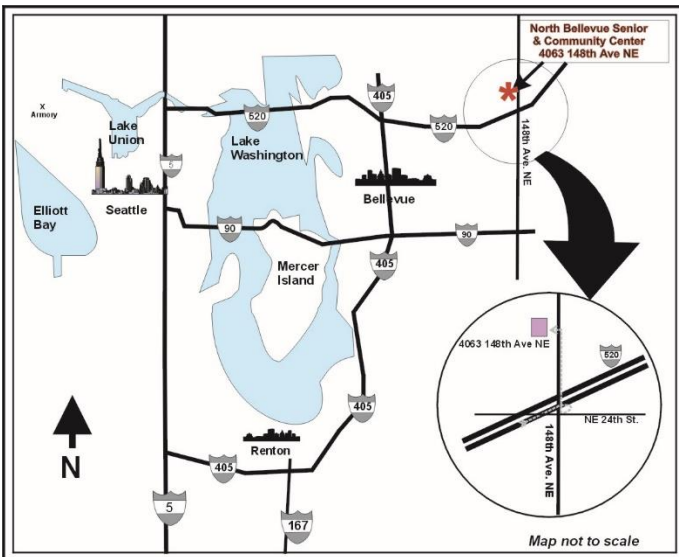 North Bellevue Senior
& Community Center
4063 148th Ave NE
405
X
Armory
Lake
Union
520
520
Lake
Washington
148th Ave. NE
5
Seattle
Bellevue
Elliott
Bay
90
90
Mercer
Island
405
4063 148th Ave NE
520
NE 24th St.
148th Ave. NE
405
N
Renton
405
5
167
Map not to scale